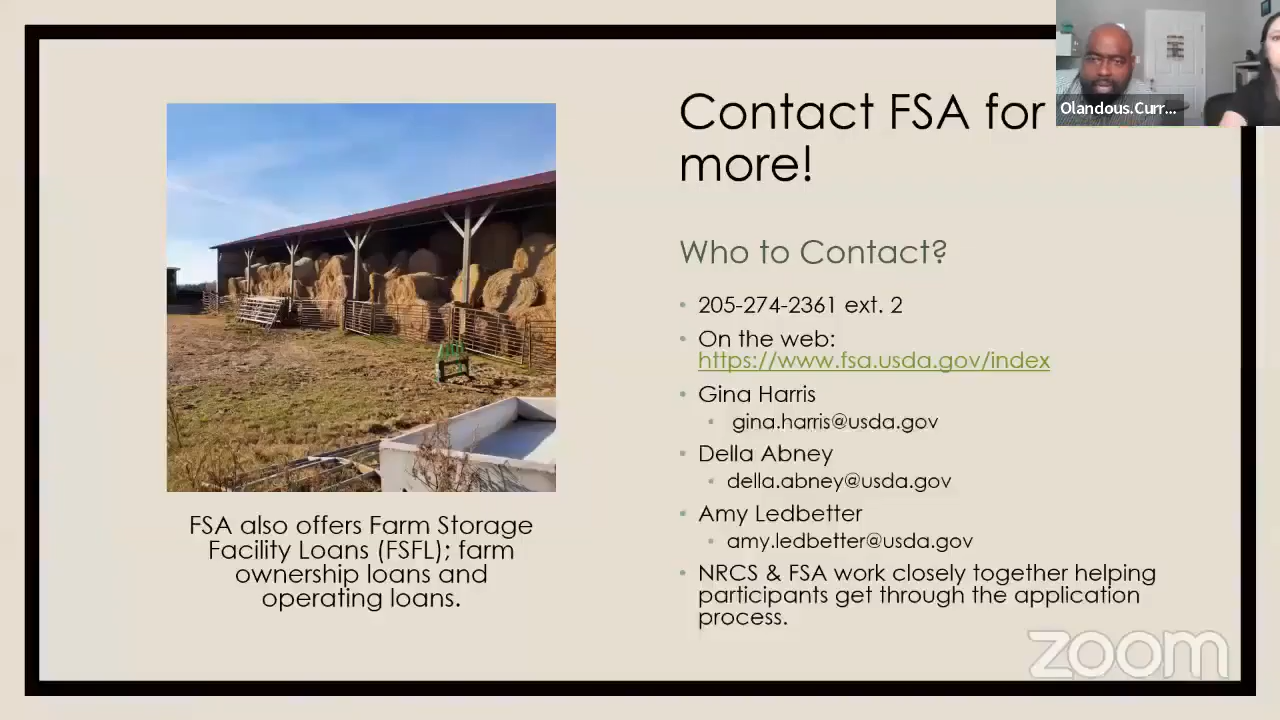 Contact FSA for
more!
Olandous.Curr...
Who to Contact?
205-274-2361 ext. 2
On the web:
https://www.fsa.usda.gov/index
Gina Harris
gina.harris@usda.gov
Della Abney
della.abney@usda.gov
Amy Ledbetter
amy.ledbetter@usda.gov
NRCS & FSA work closely together helping
participants get through the application
process.
FSA also offers Farm Storage
Facility Loans (FSFL); farm
ownership loans and
operating loans.
zoom